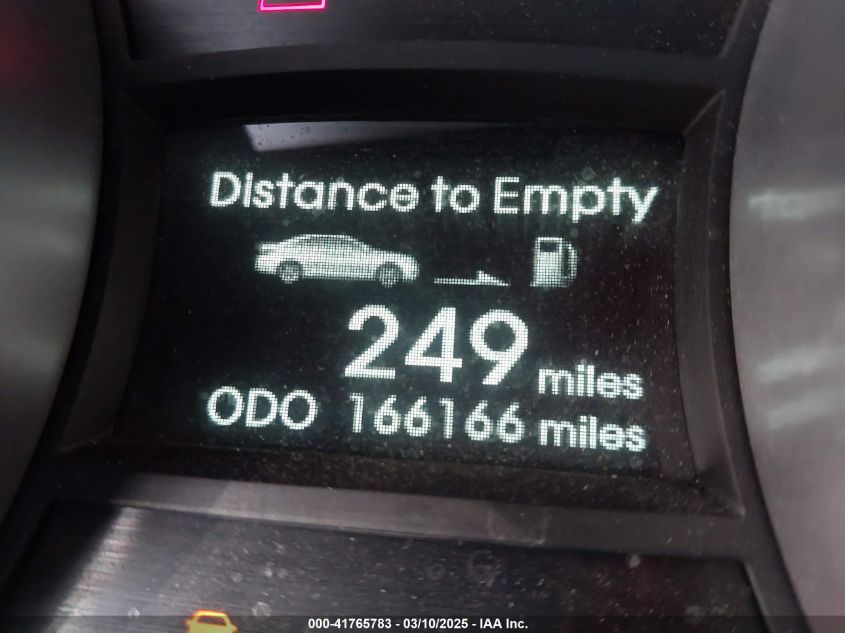 Distance to Empty
249 miles
ODO 166166 miles
000-41765783 - 03/10/2025 - IAA Inc.